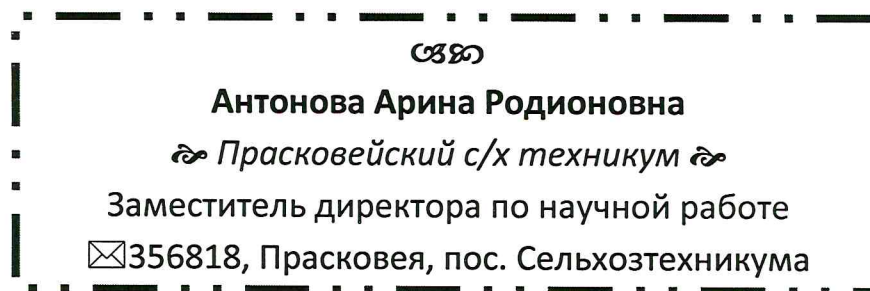 Антонова Арина Родионовна
Прасковейский с/х техникум
Заместитель директора по научной работе
356818, Прасковея, пос. Сельхозтехникума